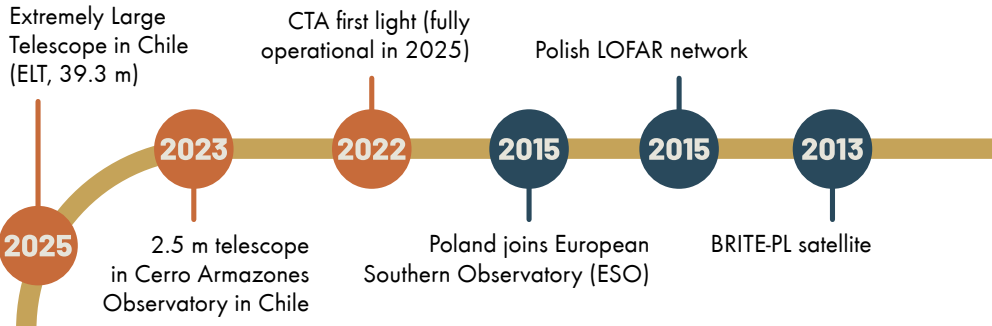 Extremely Large
Telescope in Chile
(ELT, 39.3 m)
CTA first light (fully
operational in 2025)
Polish LOFAR network
2023
2022
2015
2015
2013
2025
2.5 m telescope
in Cerro Armazones
Observatory in Chile
Poland joins European
Southern Observatory (ESO)
BRITE-PL satellite